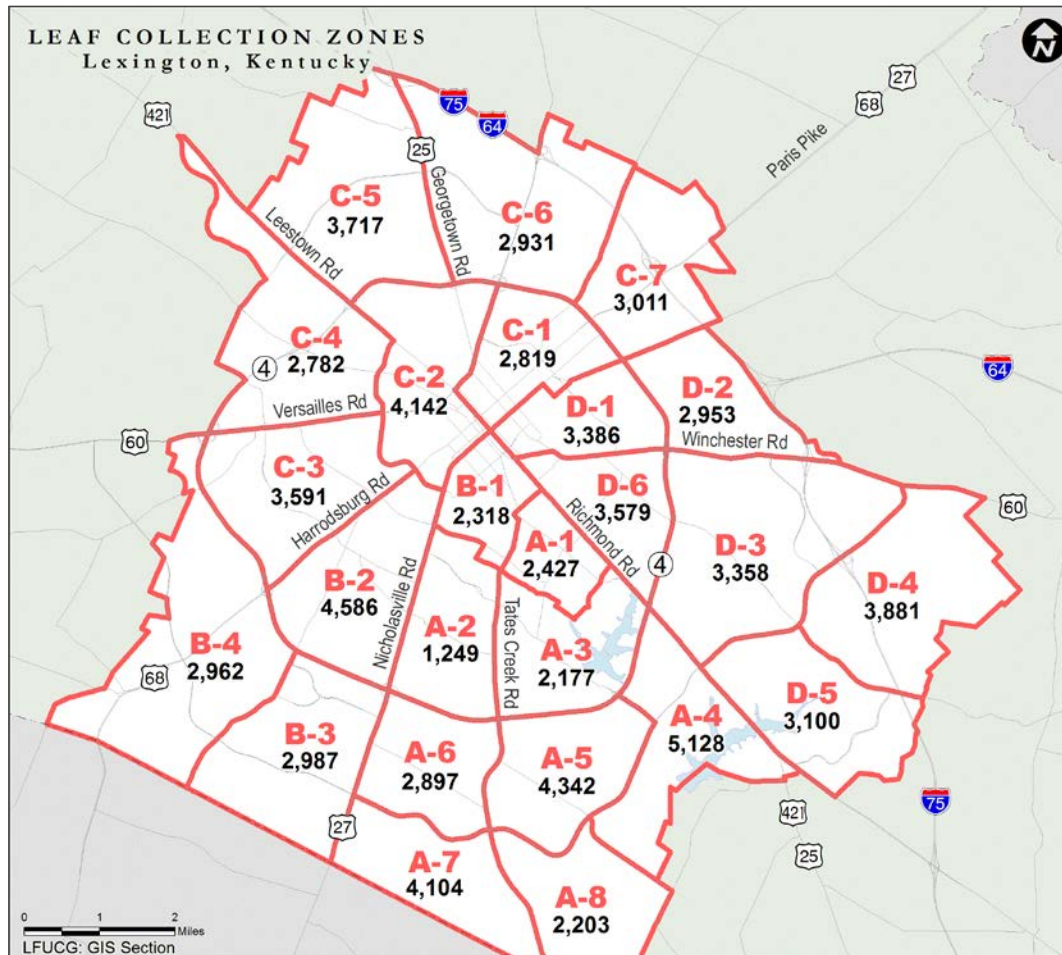 LEAF COLLECTION ZONES
Lexington, Kentucky
N
27
68
421
75
64
25
Paris Pike
Georgetown Rd
C-5
3,717
C-6
2,931
Leestown Rd
C-7
3,011
C-4
2,782
C-1
2,819
4
64
C-2
4,142
D-2
2,953
D-1
3,386
Versailles Rd
60
Winchester Rd
C-3
3,591
Harrodsburg Rd
B-1
2,318
D-6
3,579
60
Richmond Rd
A-1
2,427
4
D-3
3,358
D-4
3,881
B-2
4,586
Nicholasville Rd
A-2
1,249
Tates Creek Rd
A-3
2,177
B-4
2,962
68
D-5
3,100
A-4
5,128
B-3
2,987
A-6
2,897
A-5
4,342
75
421
27
25
A-7
4,104
A-8
2,203
0 1 2
Miles
LFUCG: GIS Section